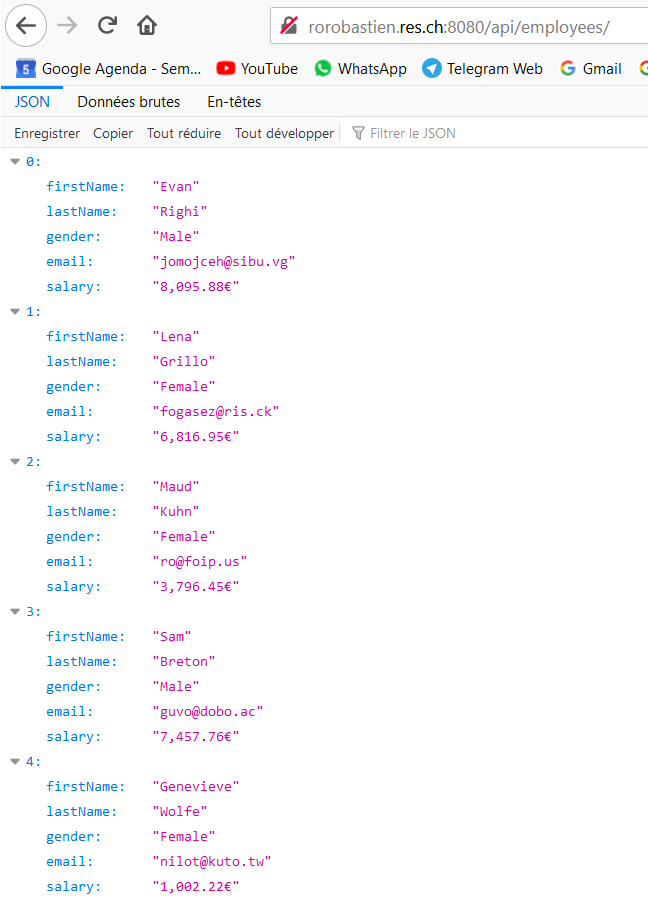 rorobastien.res.ch:8080/api/employees/
Google Agenda - Sem... YouTube WhatsApp Telegram Web Gmail
JSON Données brutes En-têtes
Enregistrer Copier Tout réduire Tout développer Filtrer le JSON
0:
firstName: "Evan"
lastName: "Righi"
gender: "Male"
email: "jomojceh@sibu.vg"
salary: "8,095.88€"
1:
firstName: "Lena"
lastName: "Grillo"
gender: "Female"
email: "fogasez@ris.ck"
salary: "6,816.95€"
2:
firstName: "Maud"
lastName: "Kuhn"
gender: "Female"
email: "ro@foip.us"
salary: "3,796.45€"
3:
firstName: "Sam"
lastName: "Breton"
gender: "Male"
email: "guvo@dobo.ac"
salary: "7,457.76€"
4:
firstName: "Genevieve"
lastName: "Wolfe"
gender: "Female"
email: "nilot@kuto.tw"
salary: "1,002.22€"